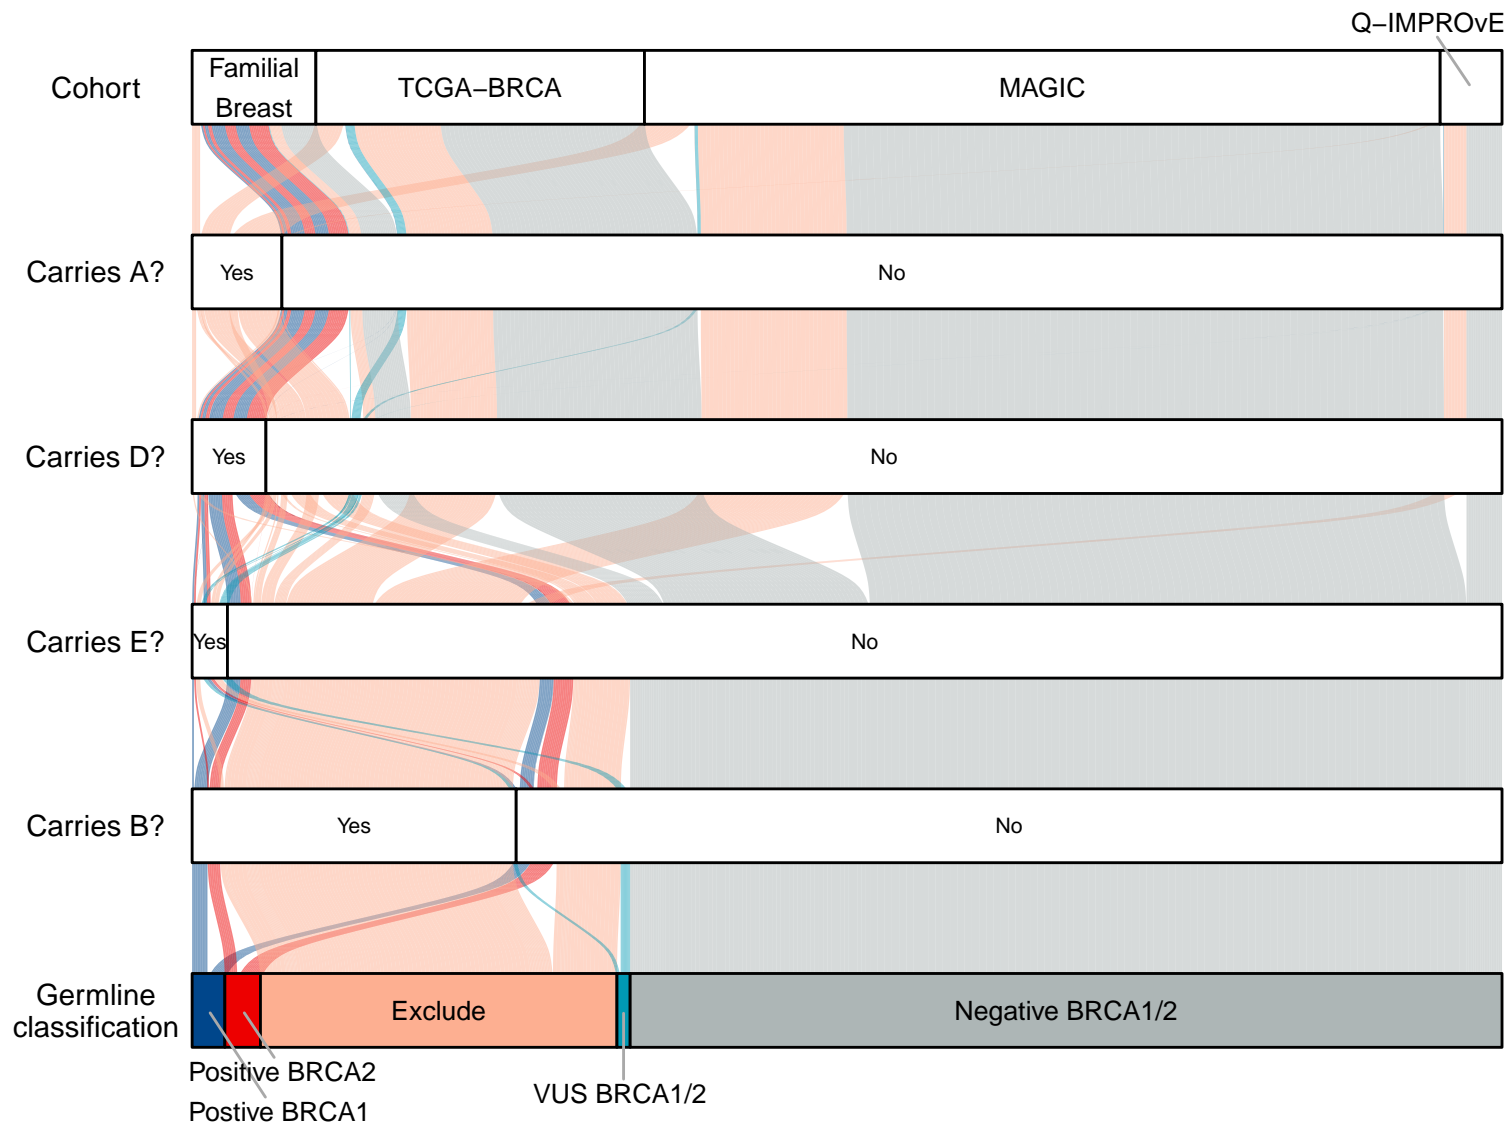 Q−IMPROvE
Cohort
Familial
Breast
TCGA−BRCA
MAGIC
Carries A?
Yes
No
Carries D?
Yes
No
Carries E?
Yes
No
Carries B?
Yes
No
Germline
classification
Exclude
Negative BRCA1/2
Positive BRCA2
VUS BRCA1/2
Postive BRCA1